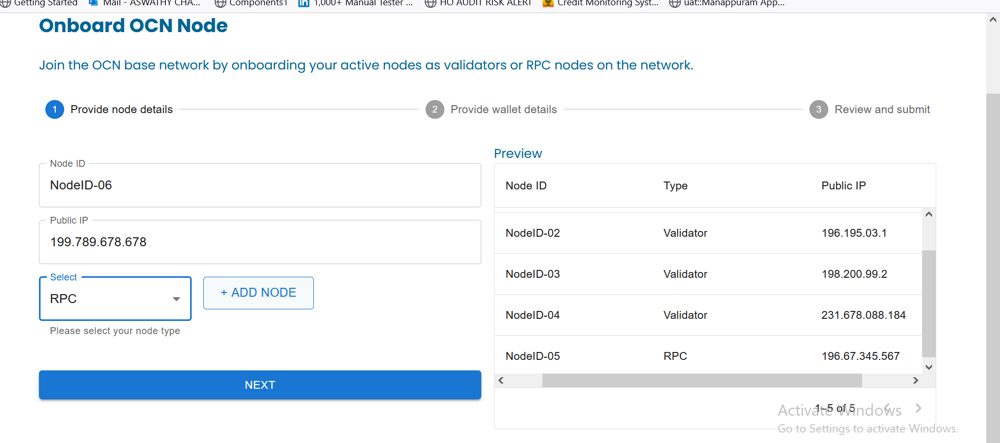 Getting Started Mail - ASWATHY CHA... Components1 1,000+ Manual Tester ... HO AUDIT RISK ALERT Credit Monitoring Syst... uat::Manappuram App...
Onboard OCN Node
Join the OCN base network by onboarding your active nodes as validators or RPC nodes on the network.
1 Provide node details 2 Provide wallet details 3 Review and submit
Node ID
NodeID-06
Public IP
199.789.678.678
Select
RPC
+ ADD NODE
Please select your node type
NEXT
Preview
Node ID Type Public IP
NodeID-02 Validator 196.195.03.1
NodeID-03 Validator 198.200.99.2
NodeID-04 Validator 231.678.088.184
NodeID-05 RPC 196.67.345.567
1–5 of 5
Activate Windows
Go to Settings to activate Windows.